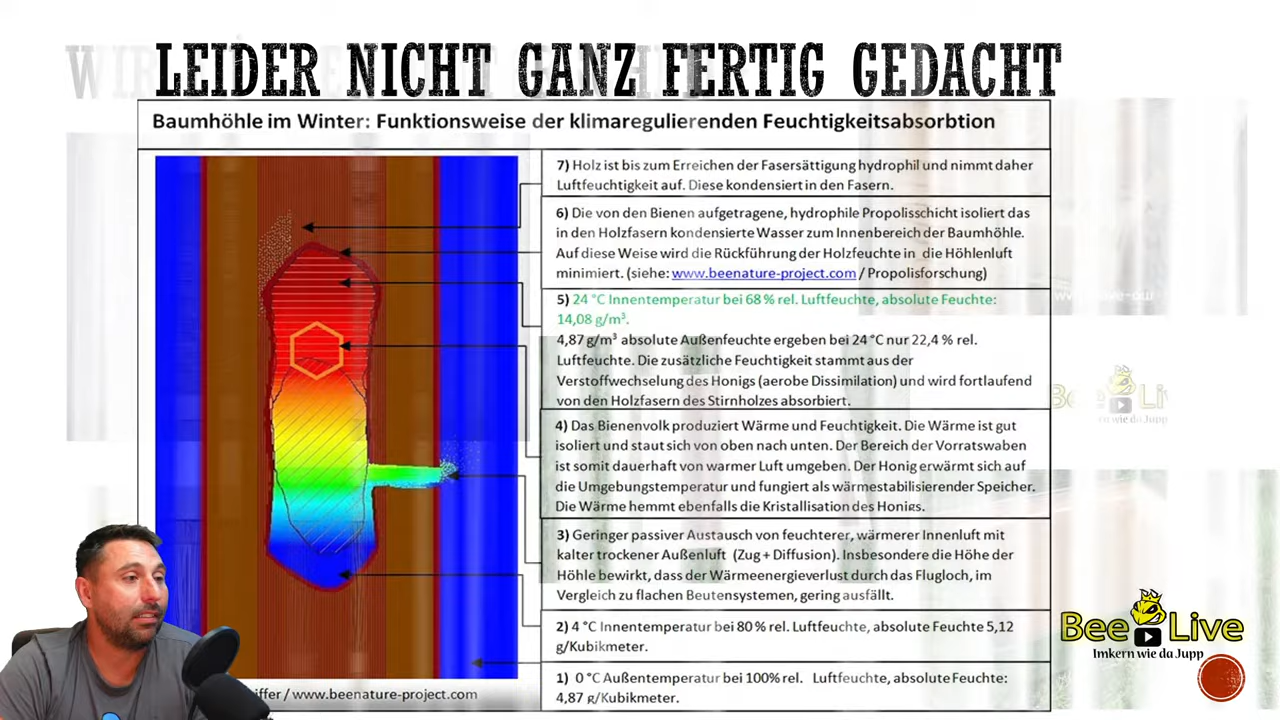 LEIDER NICHT GANZ FERTIG GEDACHT
Baumhöhle im Winter: Funktionsweise der klimaregulierenden Feuchtigkeitsabsorbtion
7) Holz ist bis zum Erreichen der Fasersättigung hydrophil und nimmt daher
Luftfeuchtigkeit auf. Diese kondensiert in den Fasern.
6) Die von den Bienen aufgetragene, hydrophile Propolisschicht isoliert das
in den Holzfasern kondensierte Wasser zum Innenbereich der Baumhöhle.
Auf diese Weise wird die Rückführung der Holzfeuchte in die Höhlenluft
minimiert. (siehe: www.beenature-project.com / Propolisforschung)
5) 24 °C Innentemperatur bei 68 % rel. Luftfeuchte, absolute Feuchte:
14,08 g/m³.
4,87 g/m³ absolute Außenfeuchte ergeben bei 24 °C nur 22,4 % rel.
Luftfeuchte. Die zusätzliche Feuchtigkeit stammt aus der
Verstoffwechselung des Honigs (aerobe Dissimilation) und wird fortlaufend
von den Holzfasern des Stirnholzes absorbiert.
4) Das Bienenvolk produziert Wärme und Feuchtigkeit. Die Wärme ist gut
isoliert und staut sich von oben nach unten. Der Bereich der Vorratswaben
ist somit dauerhaft von warmer Luft umgeben. Der Honig erwärmt sich auf
die Umgebungstemperatur und fungiert als wärmestabilisierender Speicher.
Die Wärme hemmt ebenfalls die Kristallisation des Honigs.
3) Geringer passiver Austausch von feuchterer, wärmerer Innenluft mit
kalter trockener Außenluft (Zug + Diffusion). Insbesondere die Höhe der
Höhle bewirkt, dass der Wärmeenergieverlust durch das Flugloch, im
Vergleich zu flachen Beutensystemen, gering ausfällt.
2) 4 °C Innentemperatur bei 80 % rel. Luftfeuchte, absolute Feuchte 5,12
g/Kubikmeter.
1) 0 °C Außentemperatur bei 100% rel. Luftfeuchte, absolute Feuchte:
4,87 g/Kubikmeter.
iffer / www.beenature-project.com
Bee Live
Imkern wie da Jupp